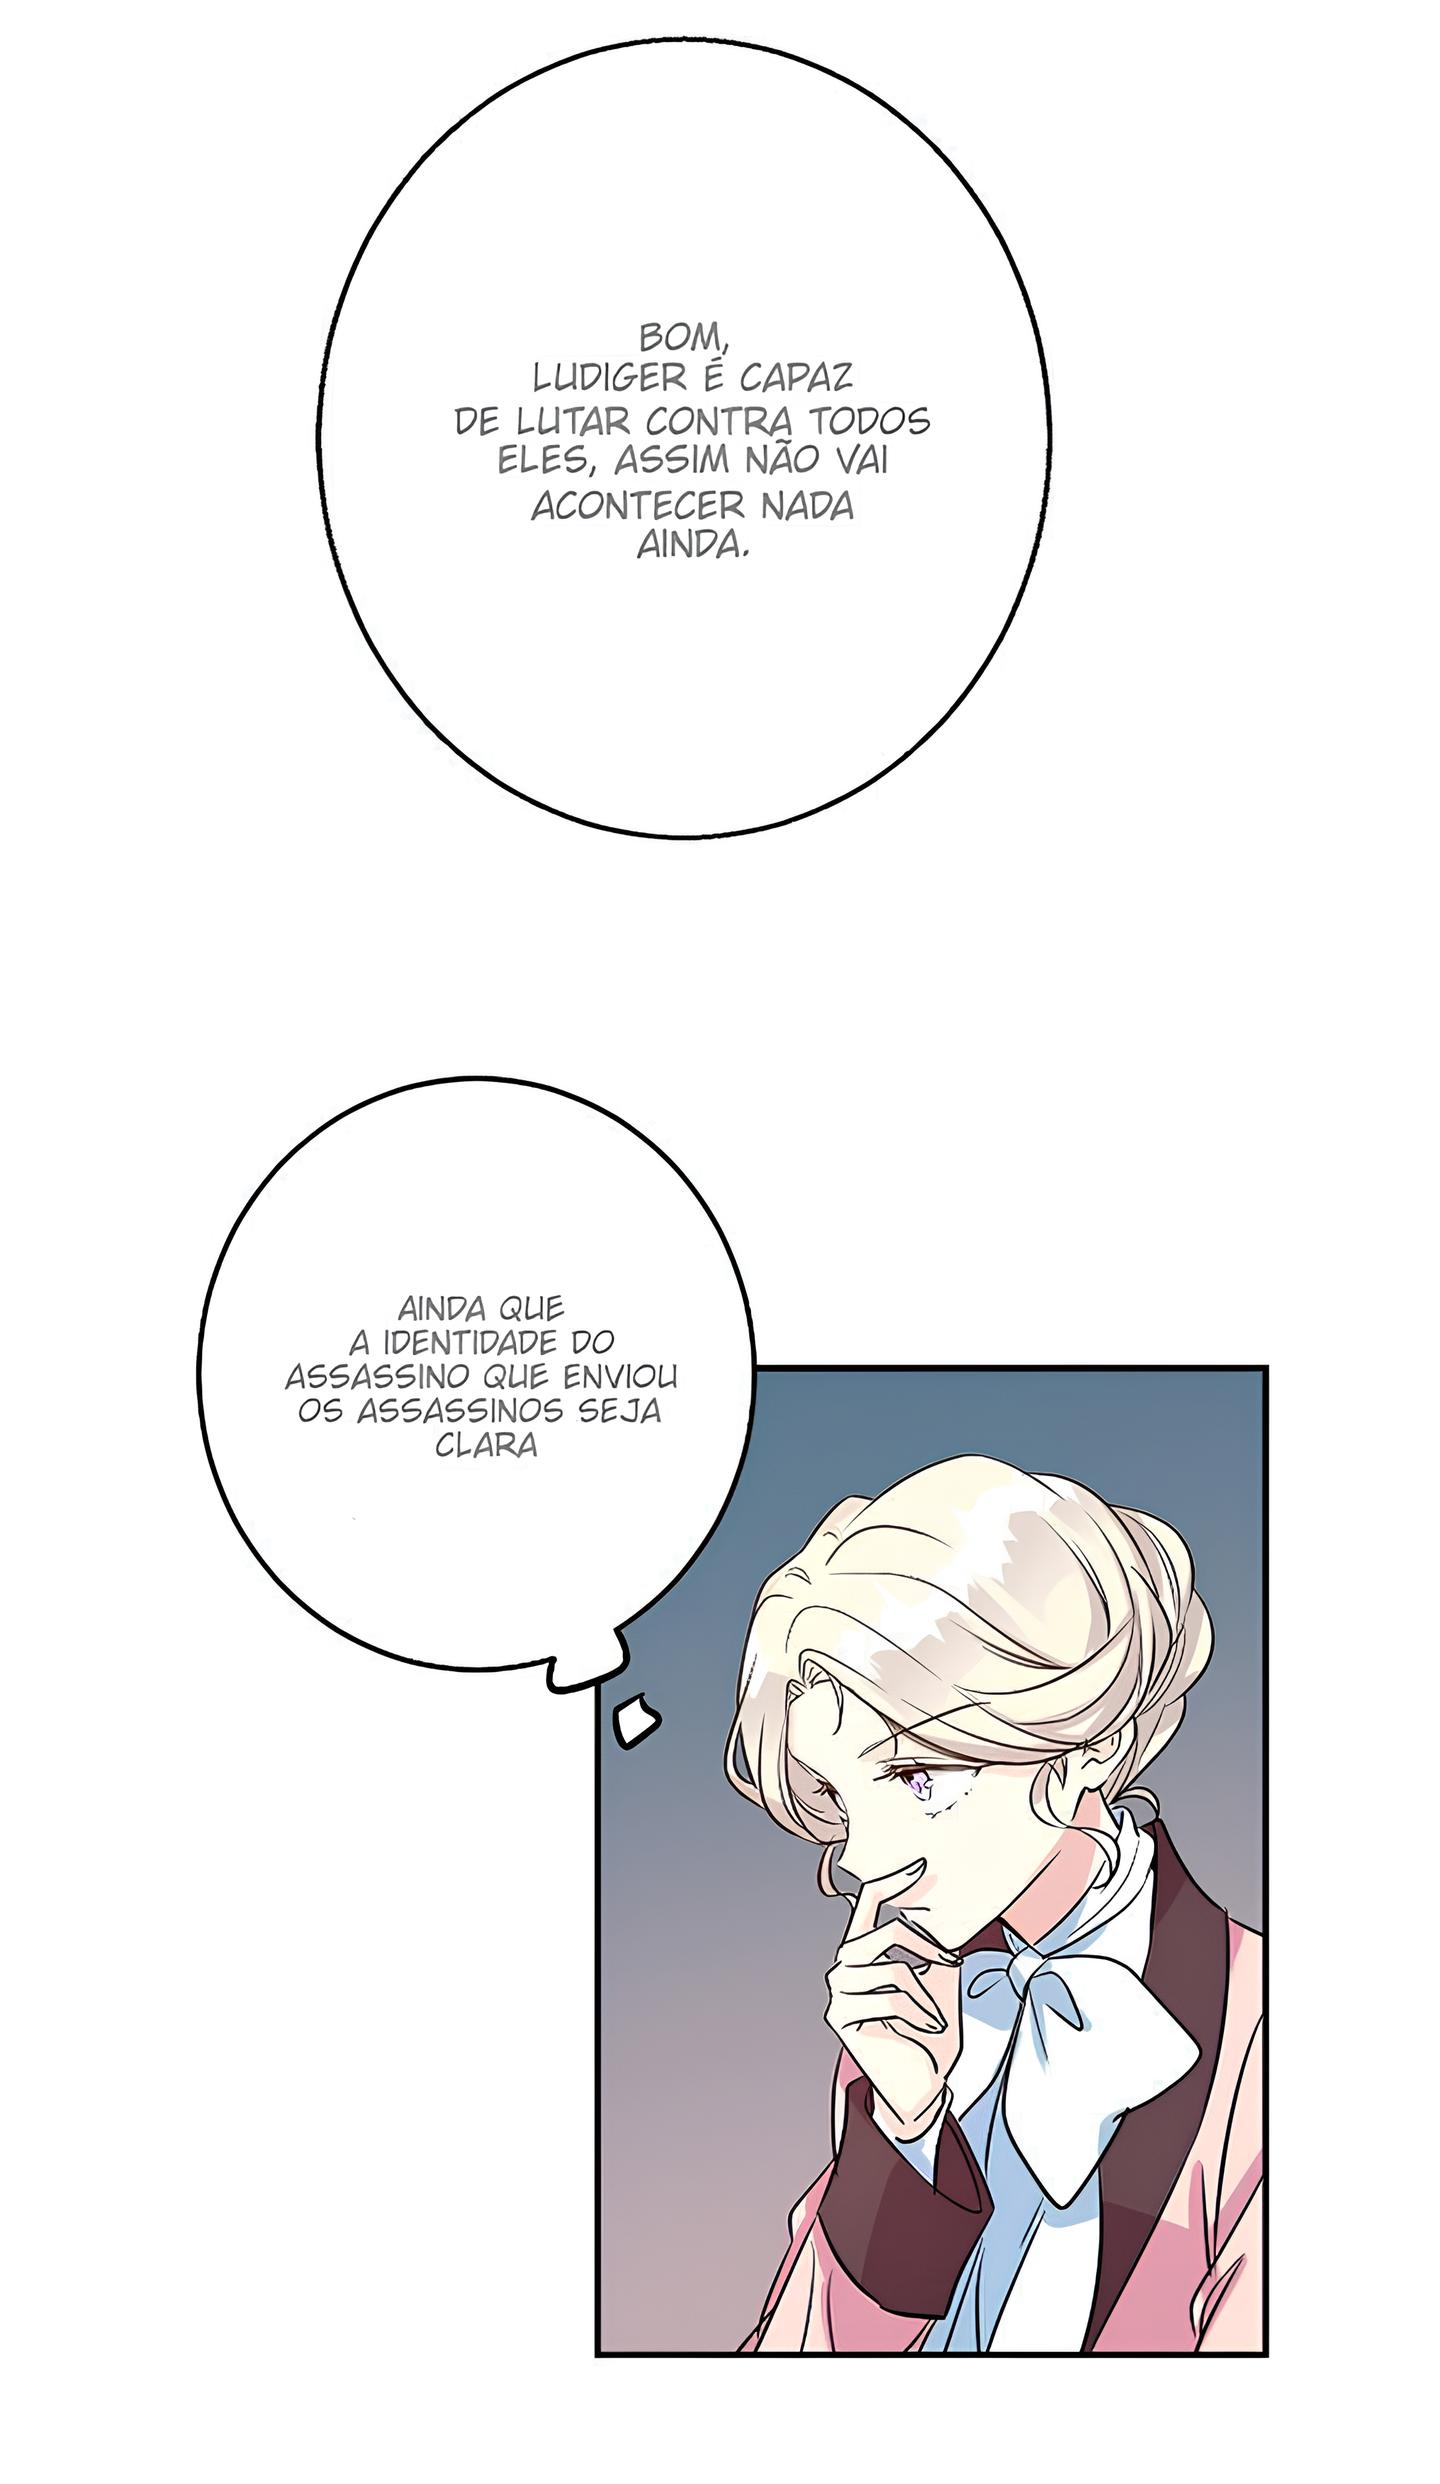 BOM,
LUDIGER É CAPAZ
DE LUTAR CONTRA TODOS
ELES, ASSIM NÃO VAI
ACONTECER NADA
AINDA.
AINDA QUE
A IDENTIDADE DO
ASSASSINO QUE ENVIOU
OS ASSASSINOS SEJA
CLARA